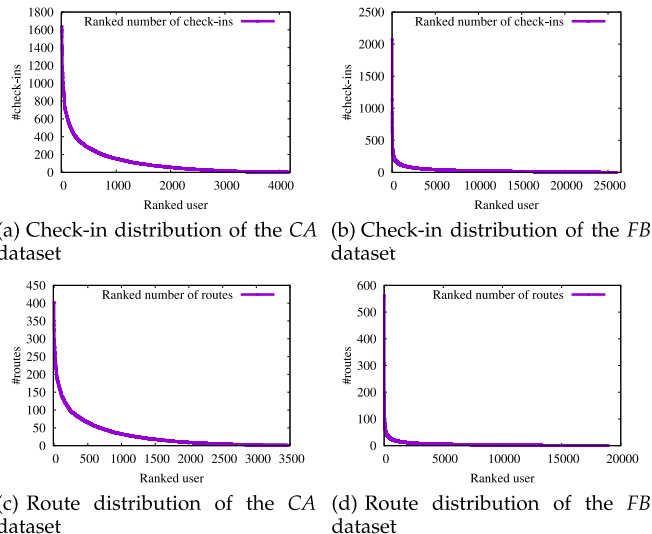 1800
1600
1400
1200
1000
800
600
400
200
0
#check-ins
Ranked number of check-ins
0 1000 2000 3000 4000
Ranked user
2500
2000
1500
1000
500
0
#check-ins
Ranked number of check-ins
0 5000 10000 15000 20000 25000
Ranked user
(a) Check-in distribution of the CA
dataset
(b) Check-in distribution of the FB
dataset
450
400
350
300
250
200
150
100
50
0
#routes
Ranked number of routes
0 500 1000 1500 2000 2500 3000 3500
Ranked user
600
500
400
300
200
100
0
#routes
Ranked number of routes
0 5000 10000 15000 20000
Ranked user
(c) Route distribution of the CA
dataset
(d) Route distribution of the FB
dataset